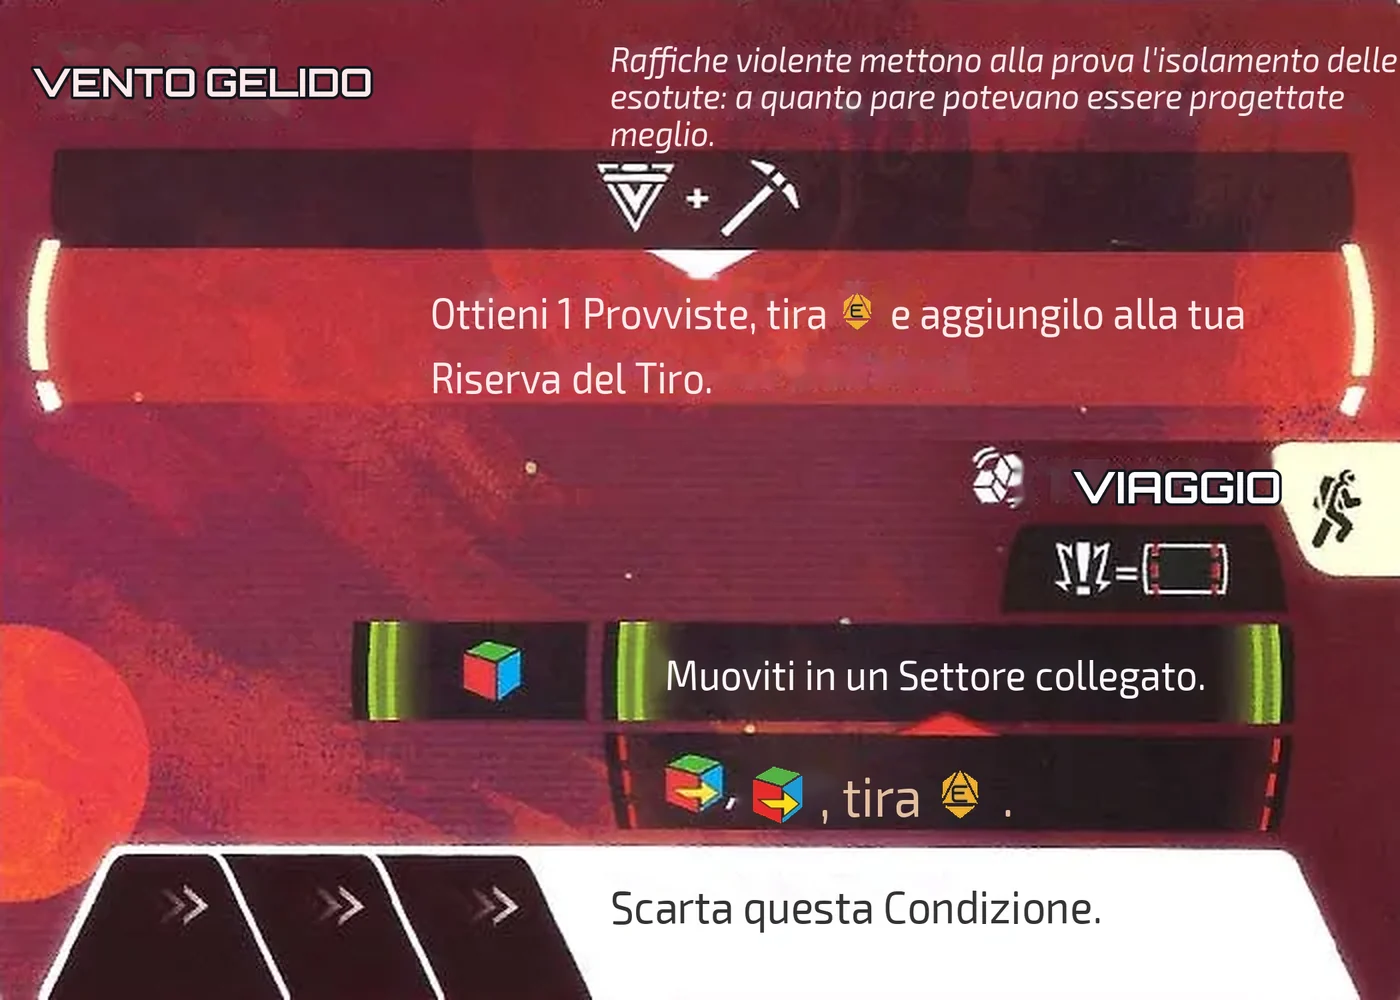 VENTO GELIDO
Raffiche violente mettono alla prova l'isolamento delle
esotute: a quanto pare potevano essere progettate
meglio.
+
Ottieni 1 Provviste, tira E e aggiungilo alla tua
Riserva del Tiro.
VIAGGIO
! =
Muoviti in un Settore collegato.
, , tira E .
Scarta questa Condizione.